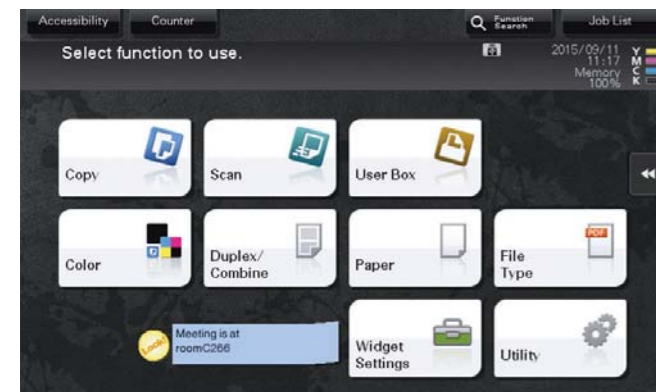 Accessibility
Counter
Function
Search
Job List
Select function to use.
2015/09/11
11:17
Memory
100%
Y
M
C
K
Copy
Scan
User Box
Color
Duplex/
Combine
Paper
PDF
File
Type
Look!
Meeting is at
roomC266
Widget
Settings
Utility